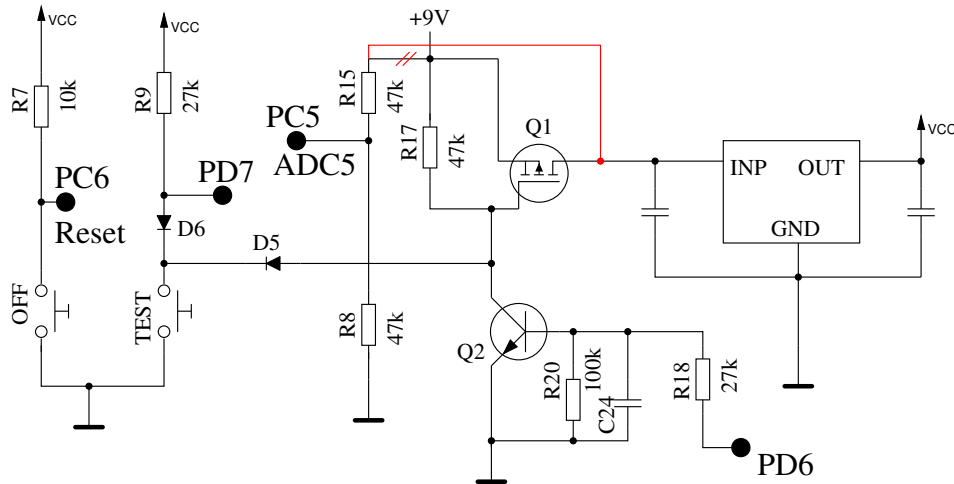 VCC
VCC
+9V
VCC
R7
10k
R9
27k
R15
47k
R17
47k
Q1
PC5
ADC5
PC6
Reset
PD7
D6
D5
INP
OUT
GND
OFF
TEST
R8
47k
Q2
R20
100k
C24
R18
27k
PD6